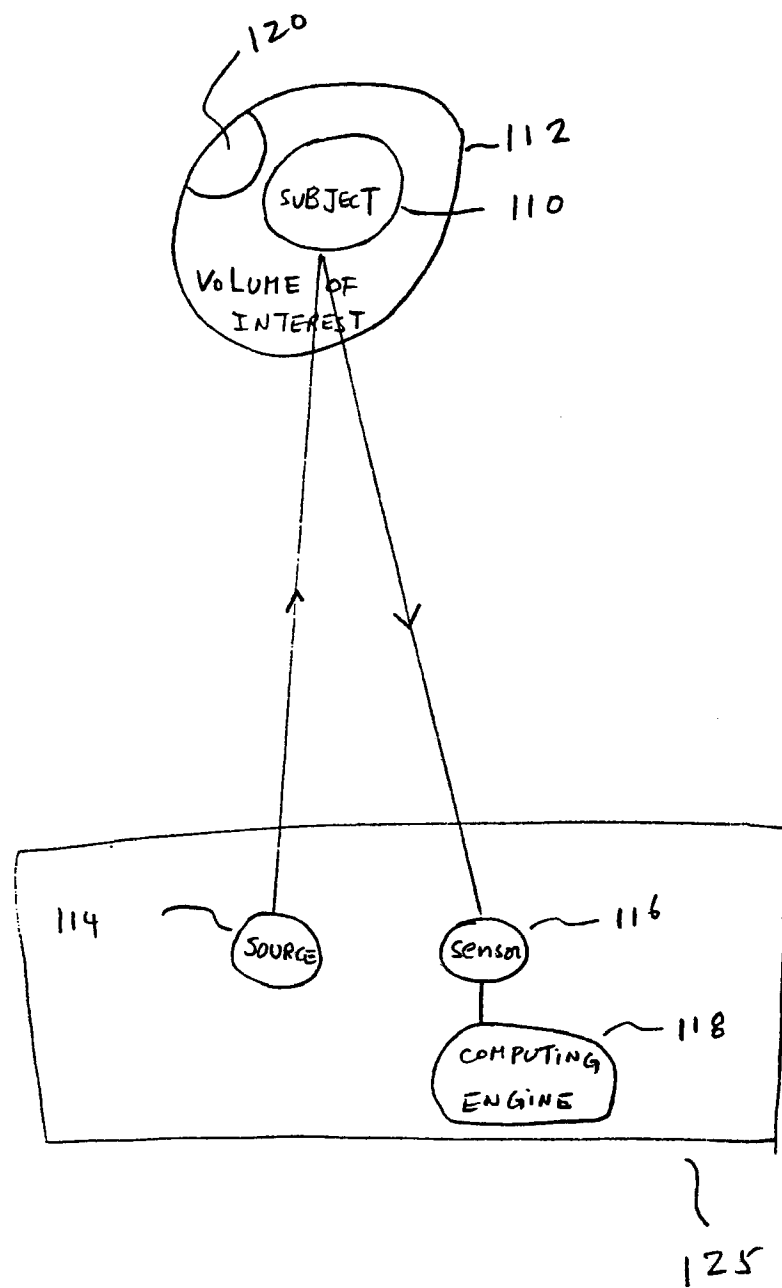 120
112
SUBJECT
110
VOLUME OF
INTEREST
114
SOURCE
sensor
116
COMPUTING
ENGINE
118
125